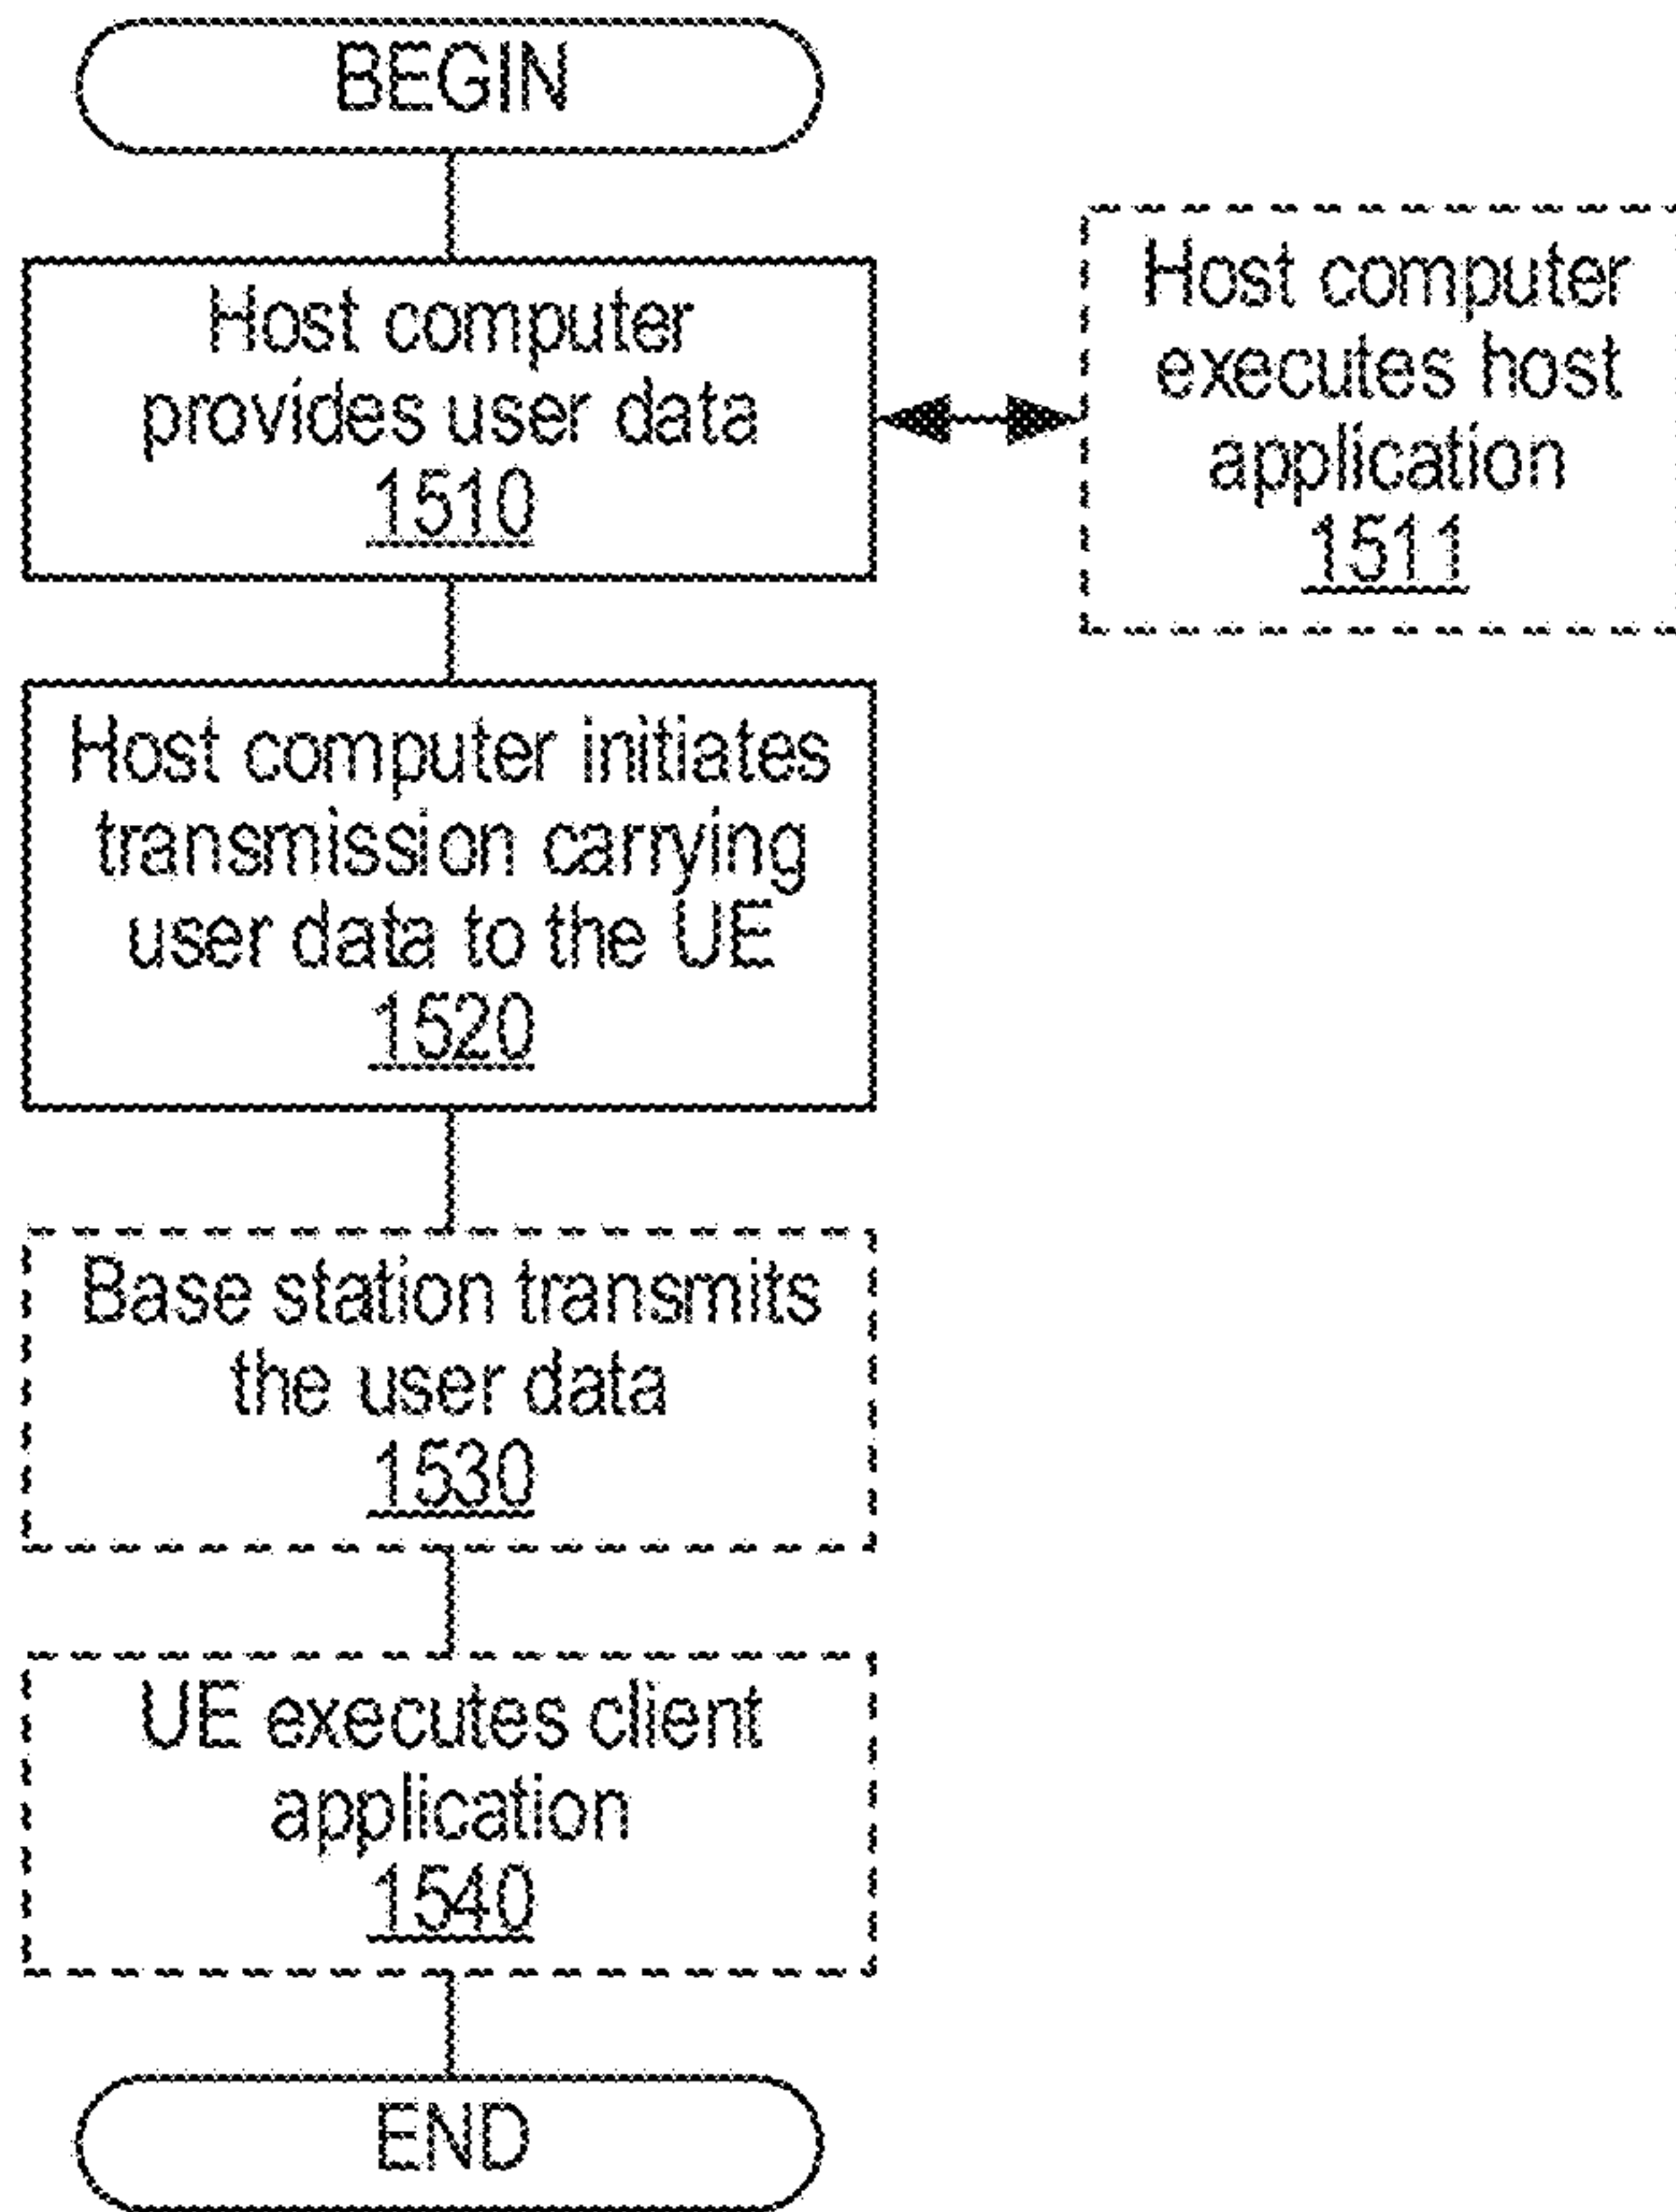 BEGIN
Host computer
provides user data
1510
Host computer
executes host
application
1511
Host computer initiates
transmission carrying
user data to the UE
1520
Base station transmits
the user data
1530
UE executes client
application
1540
END